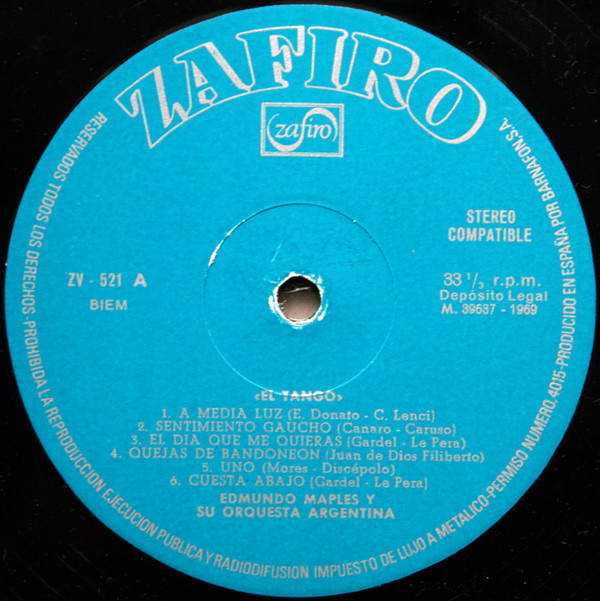 ZAFIRO
zafiro
STEREO
COMPATIBLE
ZV - 521 A
BIEM
33 1/3 r.p.m.
Depósito Legal
M. 39637 - 1969
«EL TANGO»
1. A MEDIA LUZ (E. Donato - C. Lenci)
2. SENTIMIENTO GAUCHO (Canaro - Caruso)
3. EL DIA QUE ME QUIERAS (Gardel - Le Pera)
4. QUEJAS DE BANDONEON (Juan de Dios Filiberto)
5. UNO (Mores - Discépolo)
6. CUESTA ABAJO (Gardel - Le Pera)
EDMUNDO MAPLES Y
SU ORQUESTA ARGENTINA
RESERVADOS TODOS LOS DERECHOS-PROHIBIDA LA REPRODUCCION EJECUCION PUBLICA Y RADIODIFUSION IMPUESTO DE LUJO A METALICO-PERMISO NUMERO. 4015-PRODUCIDO EN ESPAÑA POR BARNAFON, S.A.